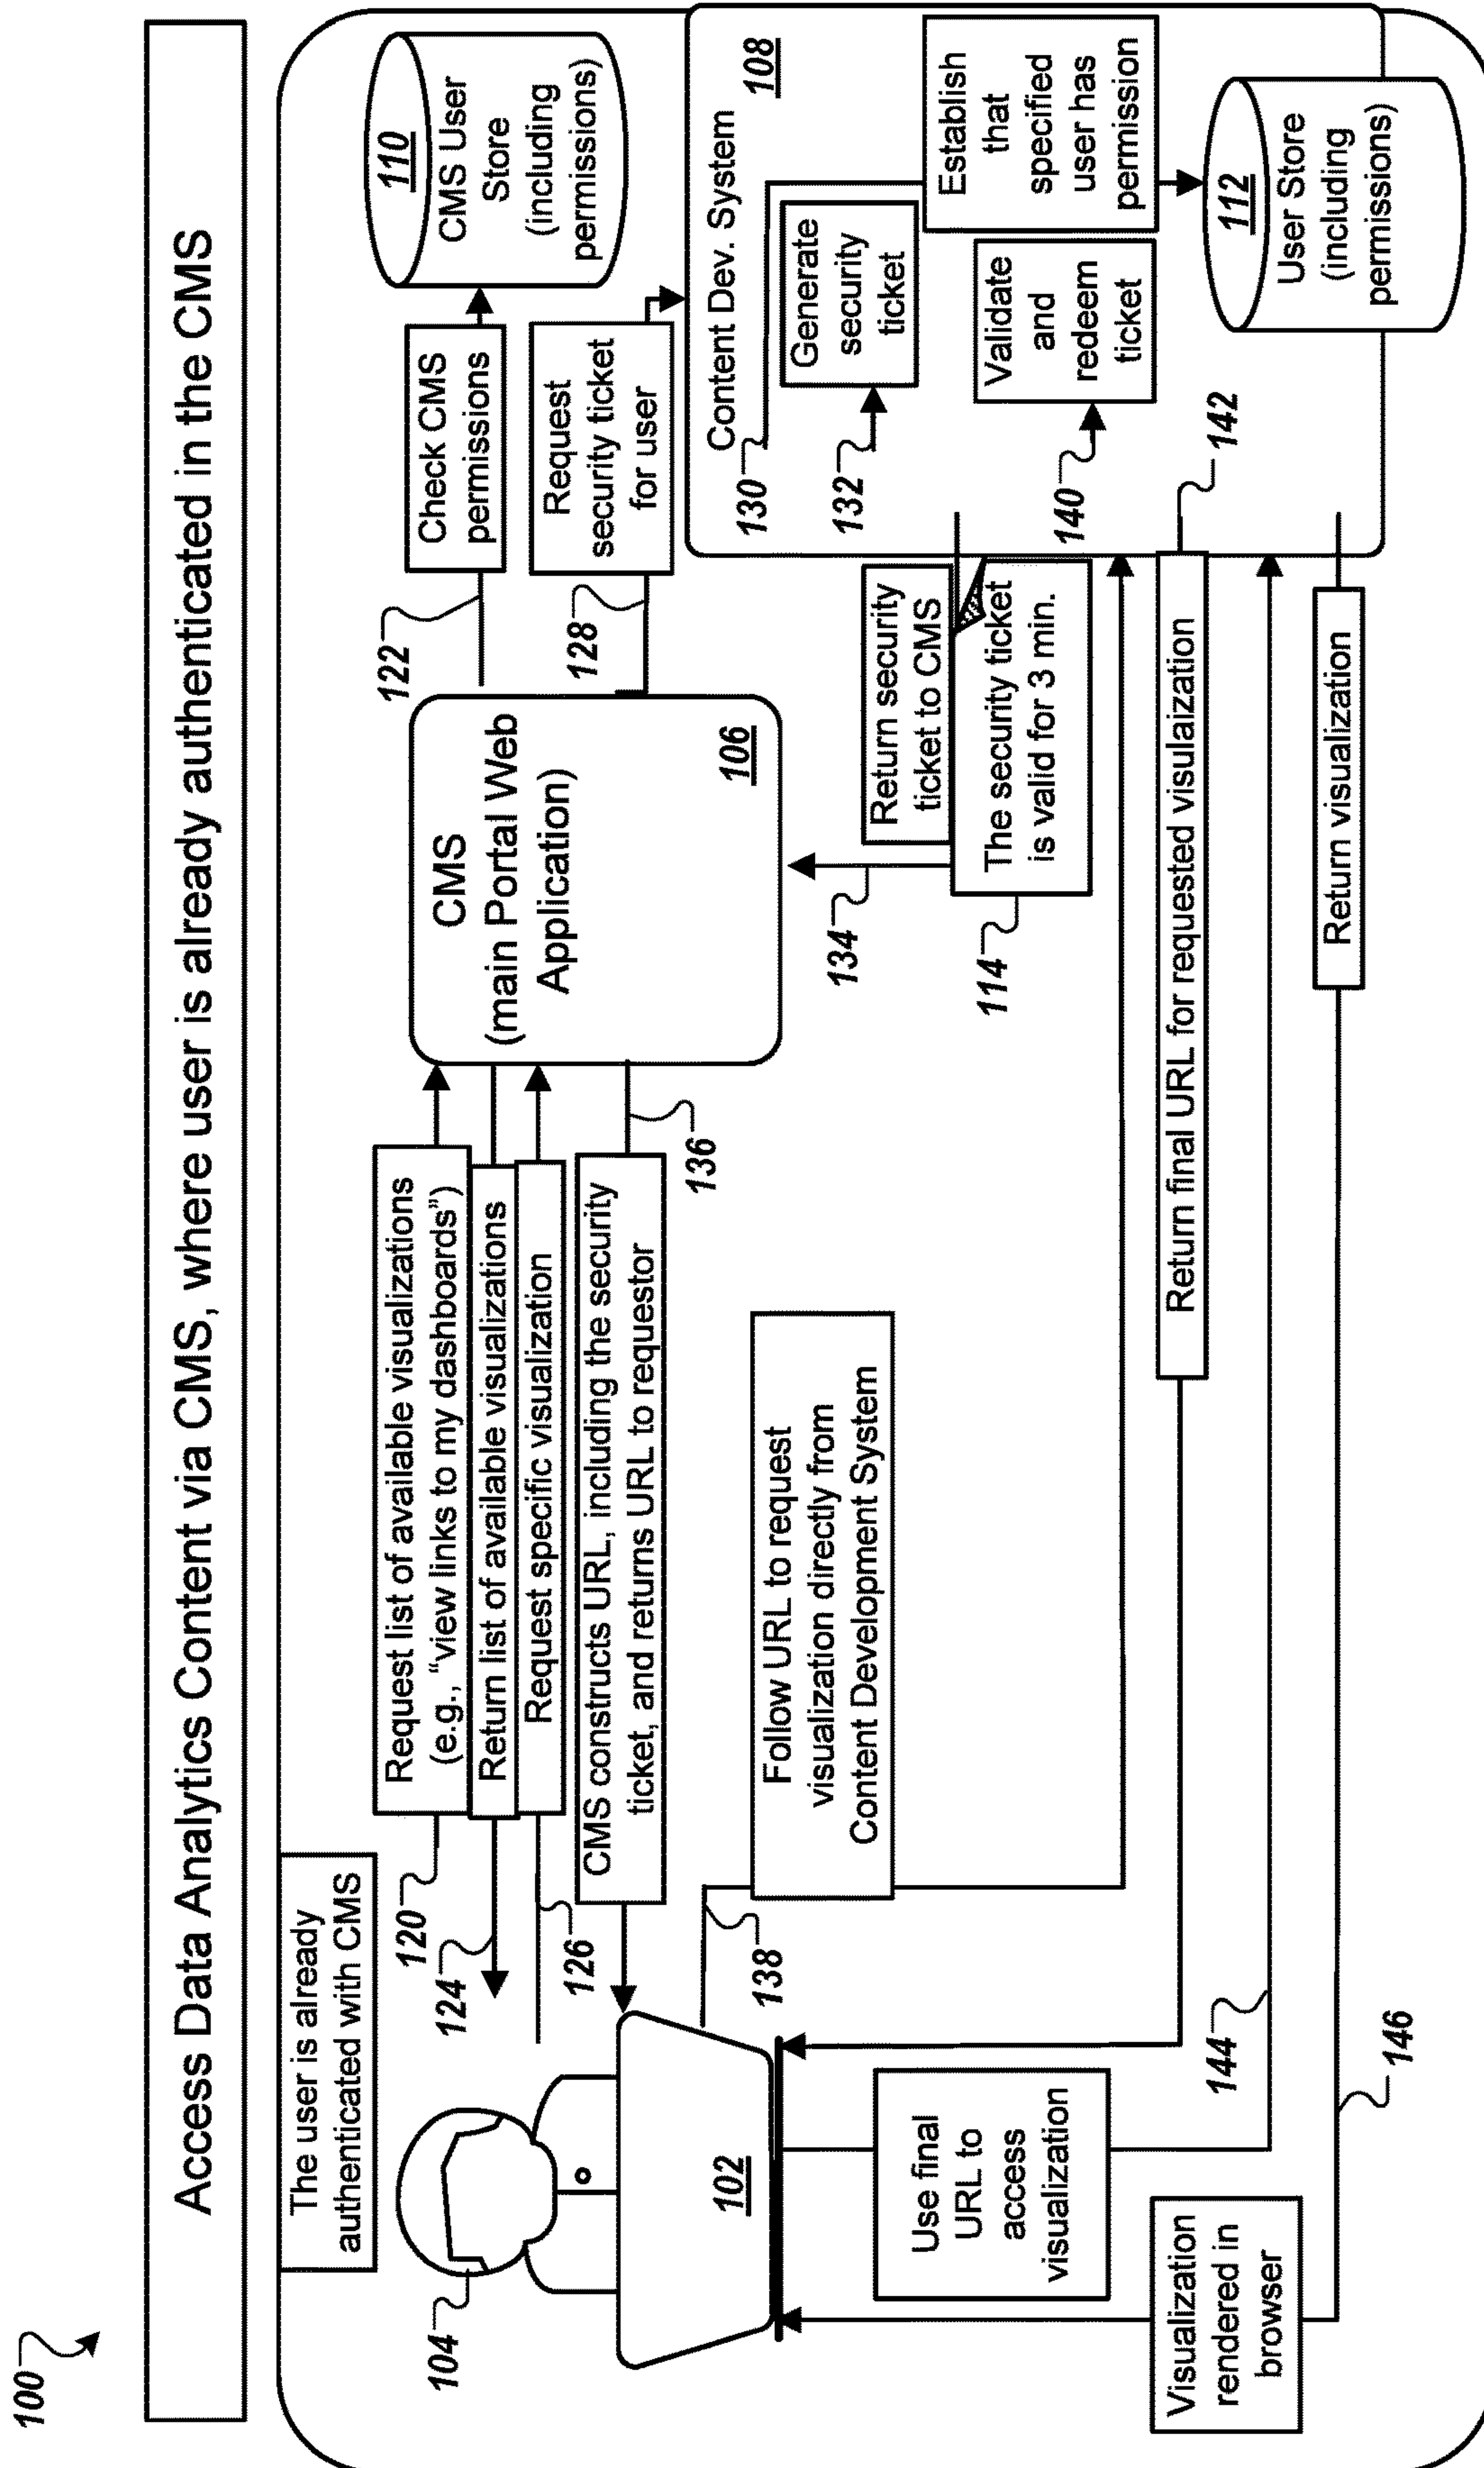 100
Access Data Analytics Content via CMS, where user is already authenticated in the CMS
The user is already
authenticated with CMS
104
102
120
Request list of available visualizations
(e.g., “view links to my dashboards”)
124
Return list of available visualizations
126
Request specific visualization
CMS constructs URL, including the security
ticket, and returns URL to requestor
136
CMS
(main Portal Web
Application)
106
122
Check CMS
permissions
110
CMS User
Store
(including
permissions)
128
Request
security ticket
for user
Content Dev. System
108
130
Establish
that
specified
user has
permission
132
Generate
security
ticket
140
Validate
and
redeem
ticket
112
User Store
(including
permissions)
134
Return security
ticket to CMS
114
The security ticket
is valid for 3 min.
138
Follow URL to request
visualization directly from
Content Development System
142
Return final URL for requested visulaization
Use final
URL to
access
visualization
144
Return visualization
146
Visualization
rendered in
browser